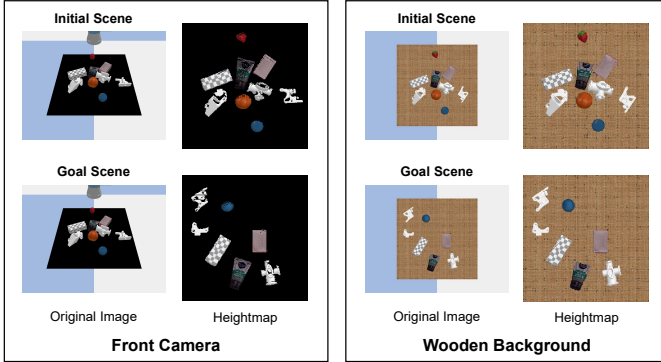 Initial Scene
Goal Scene
Original Image
Heightmap
Front Camera
Initial Scene
Goal Scene
Original Image
Heightmap
Wooden Background